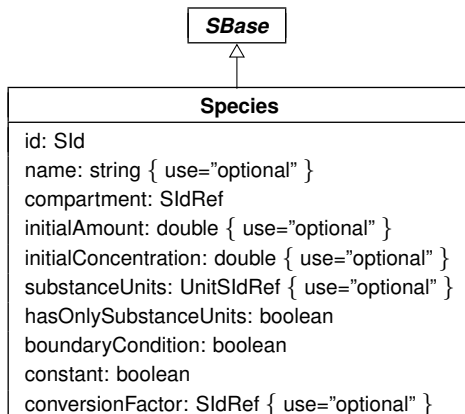 SBase
Species
id: SId
name: string { use=”optional” }
compartment: SIdRef
initialAmount: double { use=”optional” }
initialConcentration: double { use=”optional” }
substanceUnits: UnitSIdRef { use=”optional” }
hasOnlySubstanceUnits: boolean
boundaryCondition: boolean
constant: boolean
conversionFactor: SIdRef { use=”optional” }